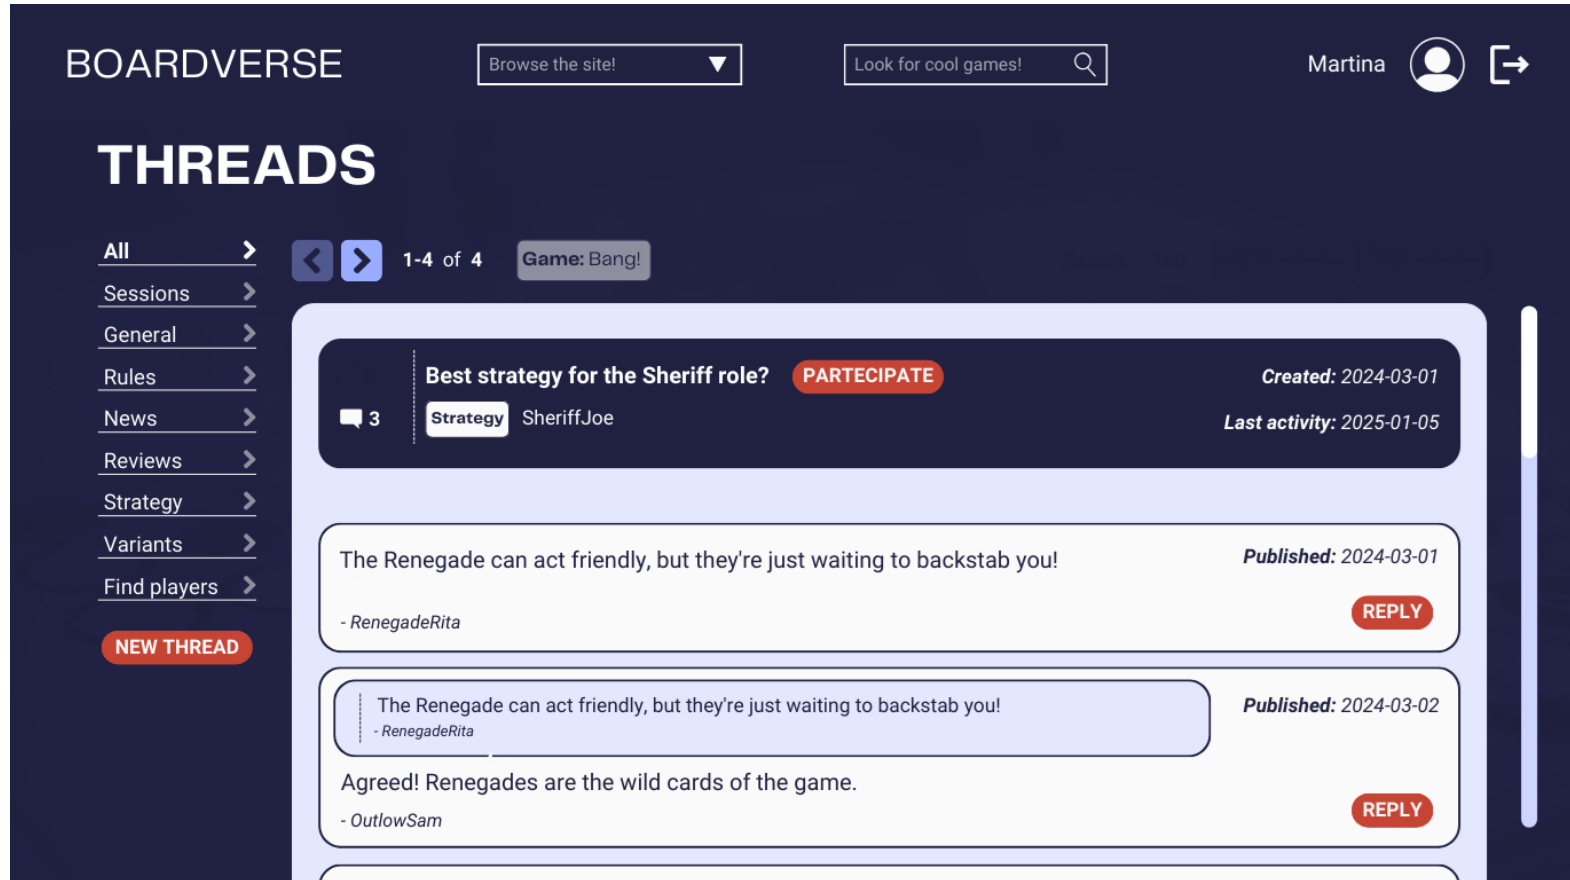 BOARDVERSE
Browse the site!
Look for cool games!
Martina
THREADS
All
Sessions
General
Rules
News
Reviews
Strategy
Variants
Find players
NEW THREAD
1-4 of 4
Game: Bang!
Best strategy for the Sheriff role? PARTECIPATE
Created: 2024-03-01
3
Strategy SheriffJoe
Last activity: 2025-01-05
The Renegade can act friendly, but they're just waiting to backstab you!
Published: 2024-03-01
- RenegadeRita
REPLY
The Renegade can act friendly, but they're just waiting to backstab you!
- RenegadeRita
Published: 2024-03-02
Agreed! Renegades are the wild cards of the game.
- OutlowSam
REPLY